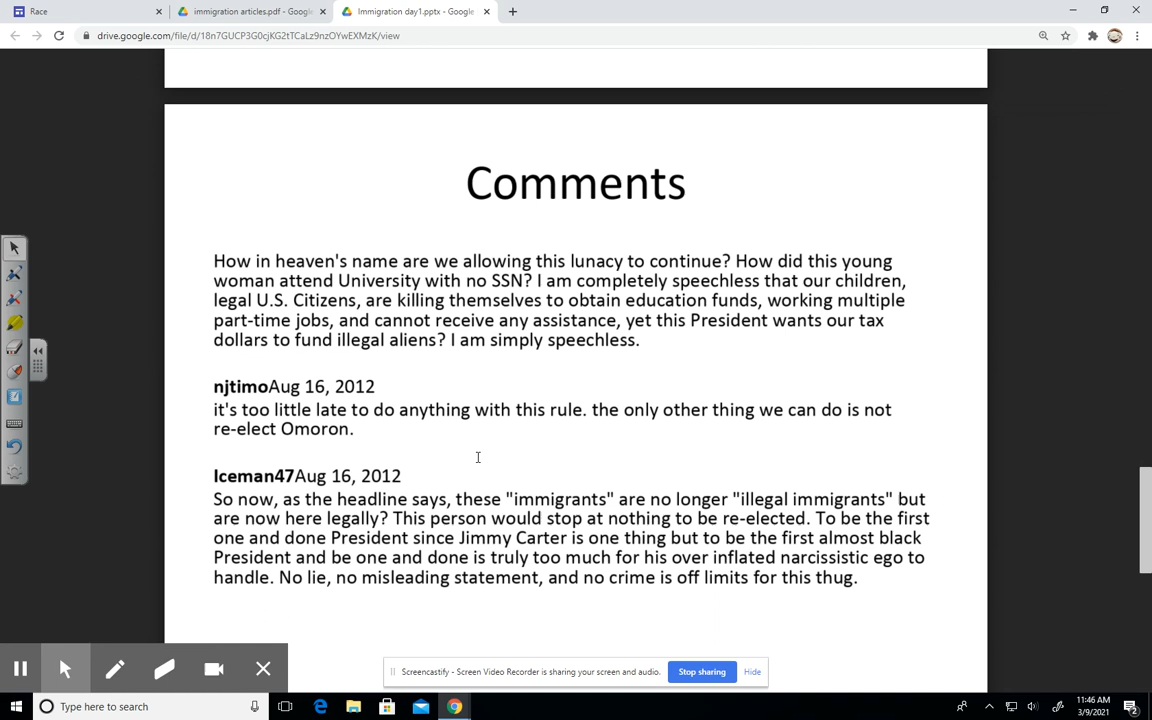 Race
immigration articles.pdf - Google
Immigration day1.pptx - Google
drive.google.com/file/d/18n7GUCP3G0cjKG2tTCaLz9nzOYwEXMzK/view
Comments
How in heaven's name are we allowing this lunacy to continue? How did this young
woman attend University with no SSN? I am completely speechless that our children,
legal U.S. Citizens, are killing themselves to obtain education funds, working multiple
part-time jobs, and cannot receive any assistance, yet this President wants our tax
dollars to fund illegal aliens? I am simply speechless.
njtimoAug 16, 2012
it's too little late to do anything with this rule. the only other thing we can do is not
re-elect Omoron.
Iceman47Aug 16, 2012
So now, as the headline says, these "immigrants" are no longer "illegal immigrants" but
are now here legally? This person would stop at nothing to be re-elected. To be the first
one and done President since Jimmy Carter is one thing but to be the first almost black
President and be one and done is truly too much for his over inflated narcissistic ego to
handle. No lie, no misleading statement, and no crime is off limits for this thug.
Screencastify - Screen Video Recorder is sharing your screen and audio.
Stop sharing
Hide
Type here to search
11:46 AM
3/9/2021
2